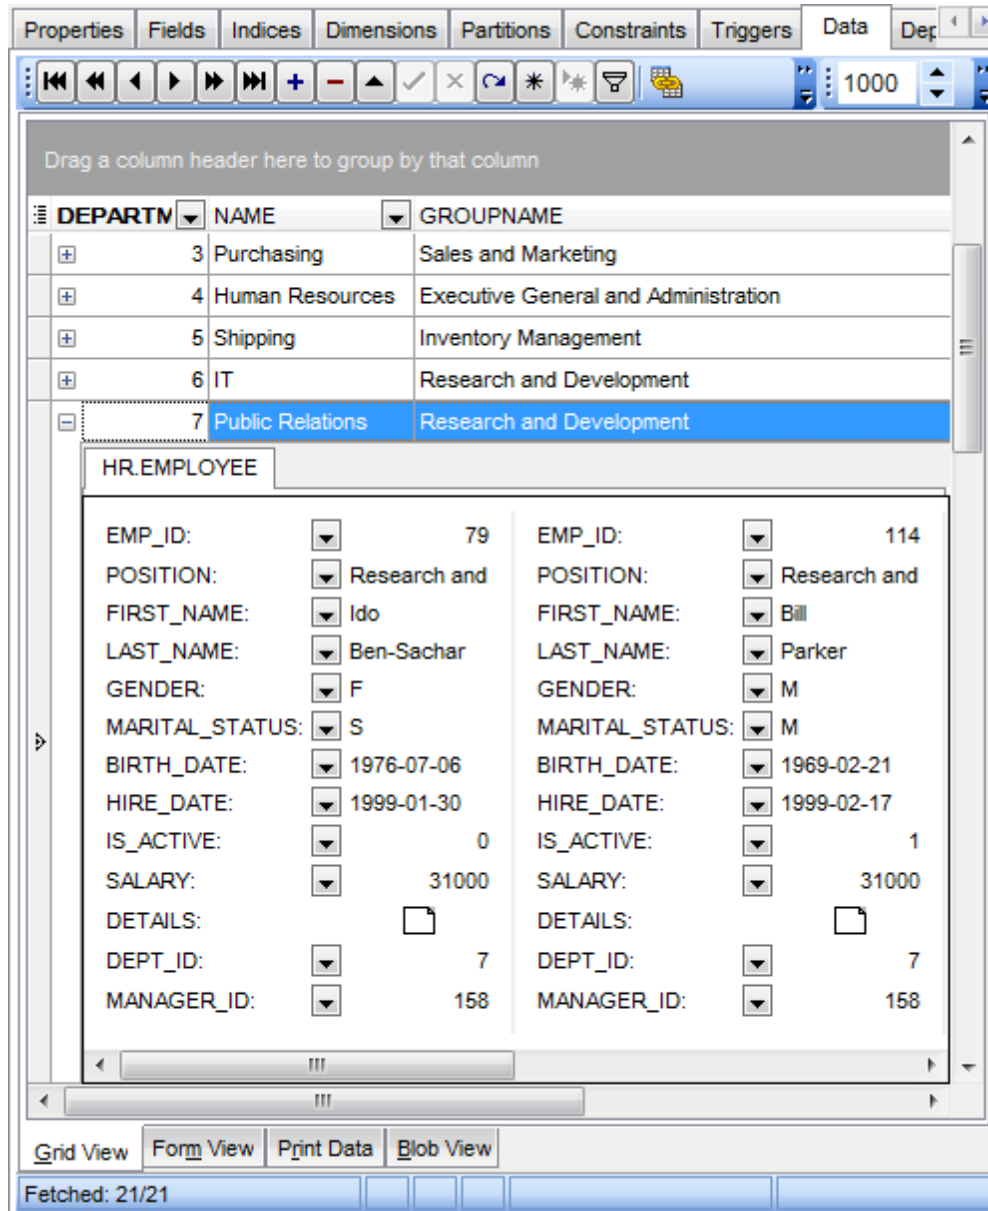 Properties Fields Indices Dimensions Partitions Constraints Triggers Data Dep
1000
Drag a column header here to group by that column
DEPARTM NAME GROUPNAME
3 Purchasing Sales and Marketing
4 Human Resources Executive General and Administration
5 Shipping Inventory Management
6 IT Research and Development
7 Public Relations Research and Development
HR.EMPLOYEE
EMP_ID: 79 EMP_ID: 114
POSITION: Research and POSITION: Research and
FIRST_NAME: Ido FIRST_NAME: Bill
LAST_NAME: Ben-Sachar LAST_NAME: Parker
GENDER: F GENDER: M
MARITAL_STATUS: S MARITAL_STATUS: M
BIRTH_DATE: 1976-07-06 BIRTH_DATE: 1969-02-21
HIRE_DATE: 1999-01-30 HIRE_DATE: 1999-02-17
IS_ACTIVE: 0 IS_ACTIVE: 1
SALARY: 31000 SALARY: 31000
DETAILS: DETAILS:
DEPT_ID: 7 DEPT_ID: 7
MANAGER_ID: 158 MANAGER_ID: 158
Grid View Form View Print Data Blob View
Fetched: 21/21